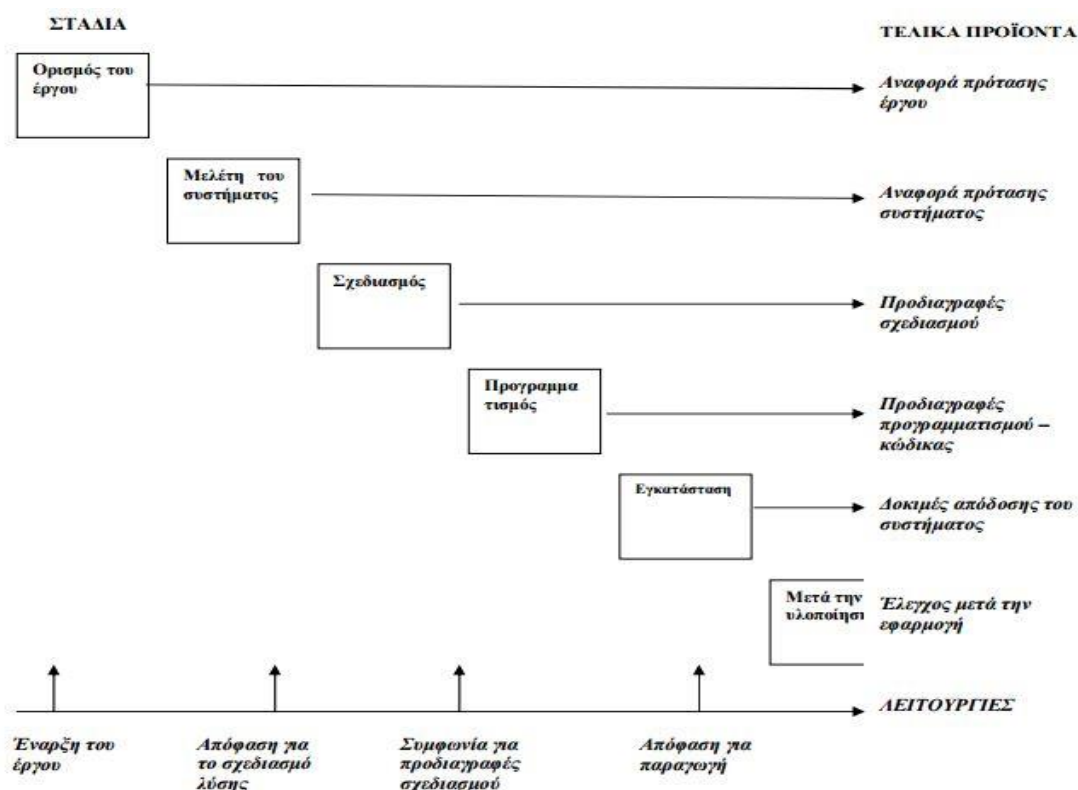 ΣΤΑΔΙΑ
ΤΕΛΙΚΑ ΠΡΟΪΟΝΤΑ
Ορισμός του
έργου
Αναφορά πρότασης
έργου
Μελέτη του
συστήματος
Αναφορά πρότασης
συστήματος
Σχεδιασμός
Προδιαγραφές
σχεδιασμού
Προγραμμα
τισμός
Προδιαγραφές
προγραμματισμού –
κώδικας
Εγκατάσταση
Δοκιμές απόδοσης του
συστήματος
Μετά την
υλοποίησι
Έλεγχος μετά την
εφαρμογή
ΛΕΙΤΟΥΡΓΙΕΣ
Έναρξη του
έργου
Απόφαση για
το σχεδιασμό
λύσης
Συμφωνία για
προδιαγραφές
σχεδιασμού
Απόφαση για
παραγωγή